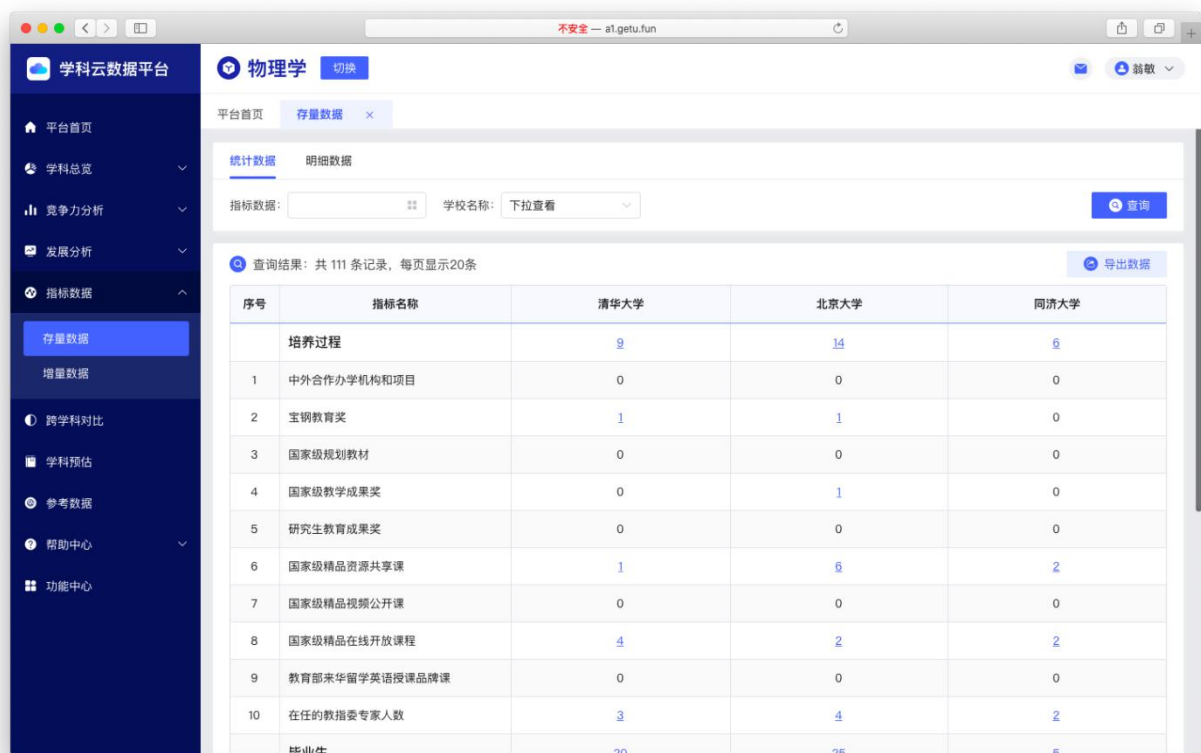 不安全 — a1.getu.fun
学科云数据平台
物理学 切换
翁敏
平台首页
学科总览
竞争力分析
发展分析
指标数据
存量数据
增量数据
跨学科对比
学科预估
参考数据
帮助中心
功能中心
平台首页 存量数据 ×
统计数据 明细数据
指标数据： 学校名称： 下拉查看 查询
查询结果：共 111 条记录，每页显示20条 导出数据
序号 指标名称 清华大学 北京大学 同济大学
培养过程 9 14 6
1 中外合作办学机构和项目 0 0 0
2 宝钢教育奖 1 1 0
3 国家级规划教材 0 0 0
4 国家级教学成果奖 0 1 0
5 研究生教育成果奖 0 0 0
6 国家级精品资源共享课 1 6 2
7 国家级精品视频公开课 0 0 0
8 国家级精品在线开放课程 4 2 2
9 教育部来华留学英语授课品牌课 0 0 0
10 在任的教指委专家人数 3 4 2
毕业生 20 25 5